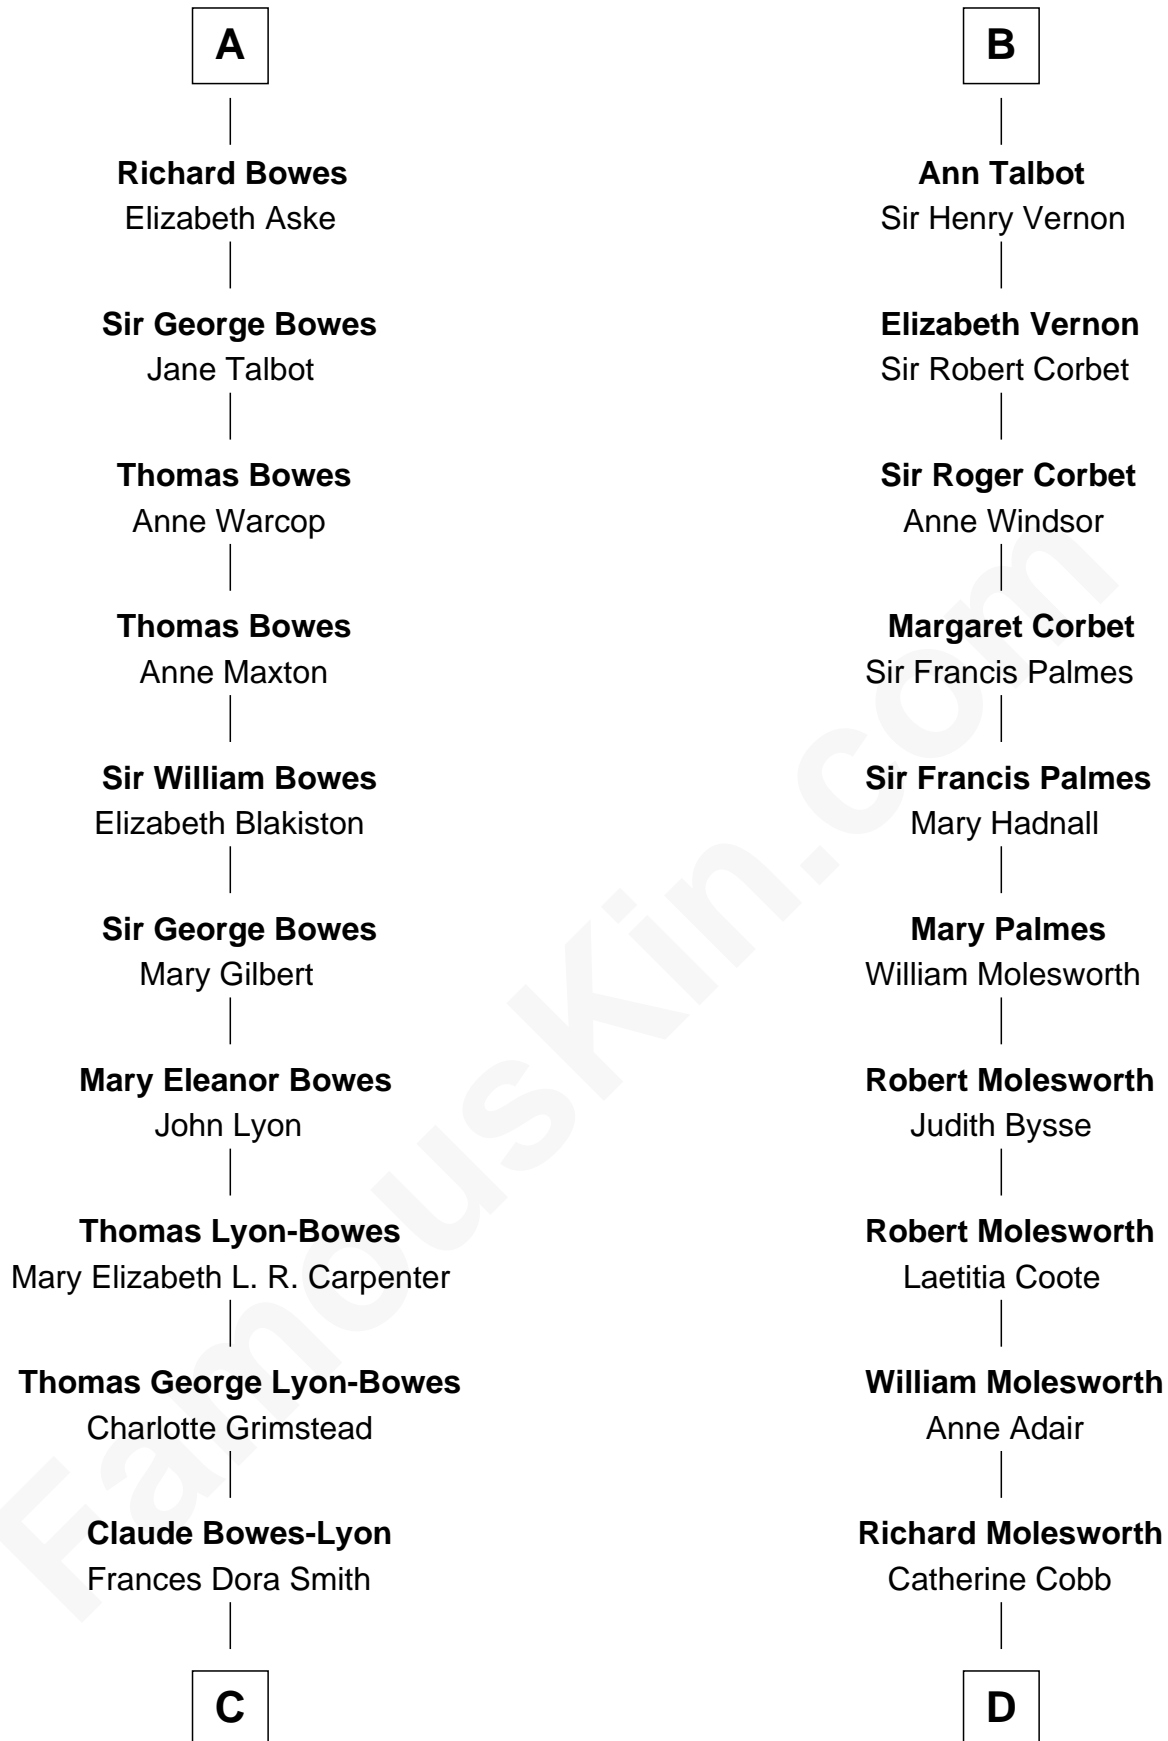 A
Richard Bowes
Elizabeth Aske
Sir George Bowes
Jane Talbot
Thomas Bowes
Anne Warcop
Thomas Bowes
Anne Maxton
Sir William Bowes
Elizabeth Blakiston
Sir George Bowes
Mary Gilbert
Mary Eleanor Bowes
John Lyon
Thomas Lyon-Bowes
Mary Elizabeth L. R. Carpenter
Thomas George Lyon-Bowes
Charlotte Grimstead
Claude Bowes-Lyon
Frances Dora Smith
C
B
Ann Talbot
Sir Henry Vernon
Elizabeth Vernon
Sir Robert Corbet
Sir Roger Corbet
Anne Windsor
Margaret Corbet
Sir Francis Palmes
Sir Francis Palmes
Mary Hadnall
Mary Palmes
William Molesworth
Robert Molesworth
Judith Bysse
Robert Molesworth
Laetitia Coote
William Molesworth
Anne Adair
Richard Molesworth
Catherine Cobb
D
FamousKin.com